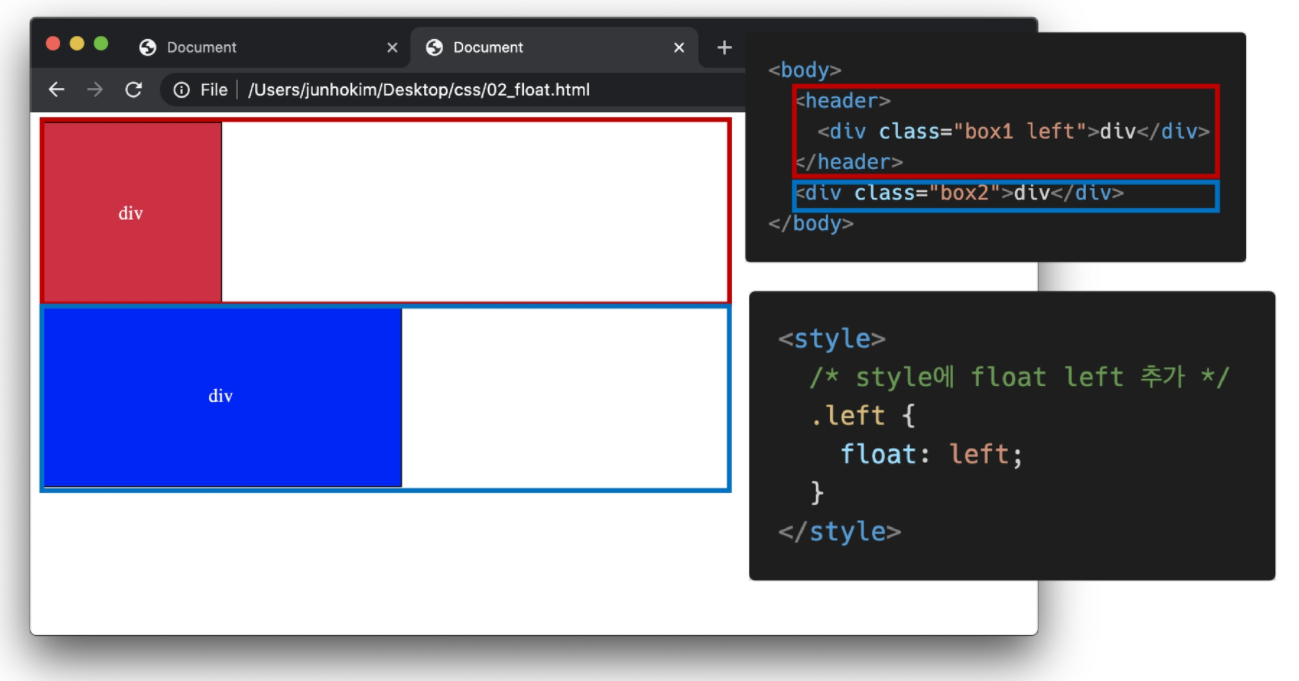 Document
Document
File /Users/junhokim/Desktop/css/02_float.html
div
div
<body>
<header>
<div class="box1 left">div</div>
</header>
<div class="box2">div</div>
</body>
<style>
/* style에 float left 추가 */
.left {
float: left;
}
</style>